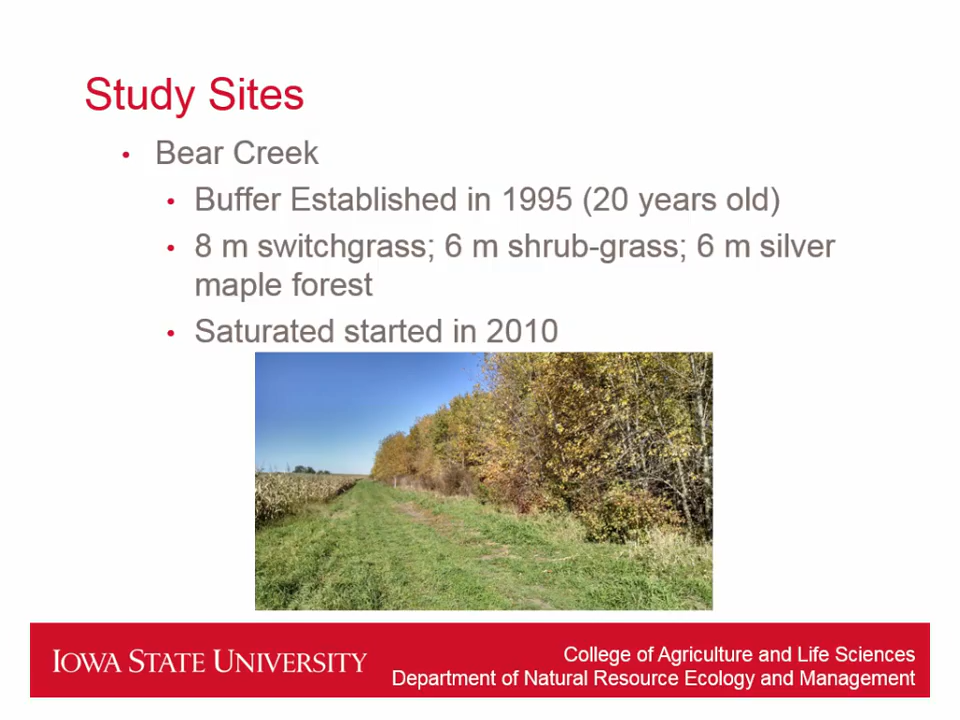 Study Sites
• Bear Creek
• Buffer Established in 1995 (20 years old)
• 8 m switchgrass; 6 m shrub-grass; 6 m silver
maple forest
• Saturated started in 2010
IOWA STATE UNIVERSITY
College of Agriculture and Life Sciences
Department of Natural Resource Ecology and Management